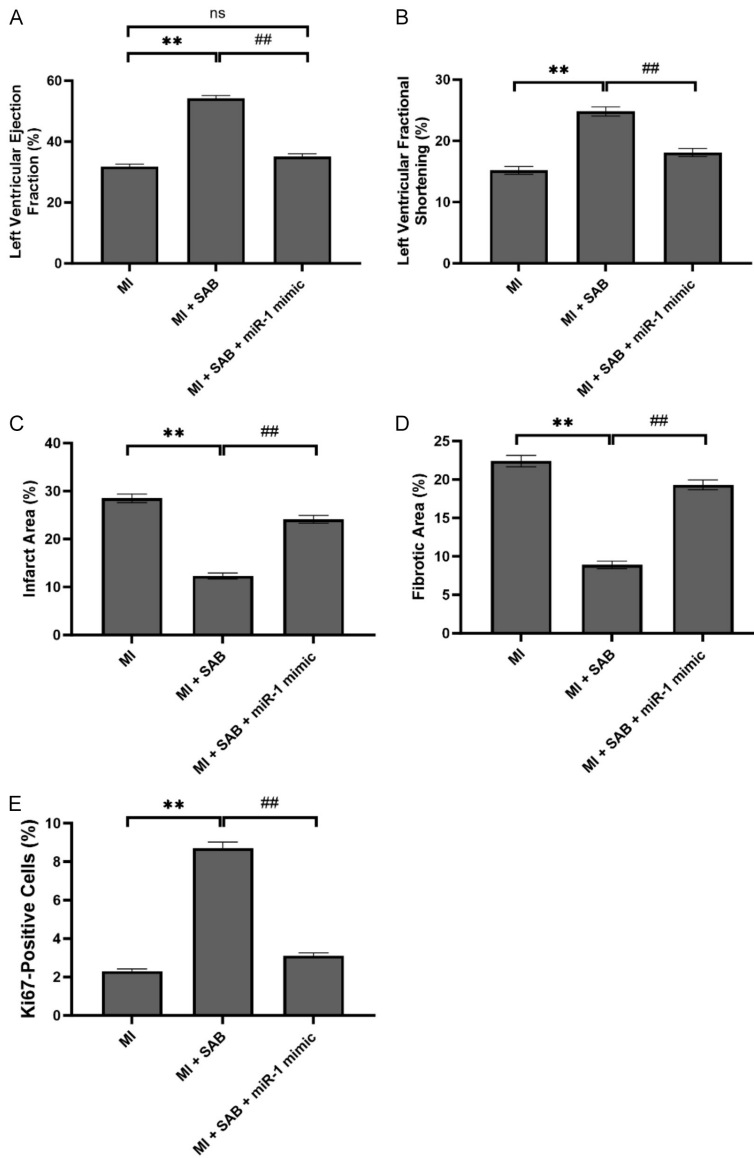 A
ns
**
##
Left Ventricular Ejection
Fraction (%)
60
40
20
0
MI
MI + SAB
MI + SAB + miR-1 mimic
B
**
##
Left Ventricular Fractional
Shortening (%)
30
20
10
0
MI
MI + SAB
MI + SAB + miR-1 mimic
C
**
##
Infarct Area (%)
40
30
20
10
0
MI
MI + SAB
MI + SAB + miR-1 mimic
D
**
##
Fibrotic Area (%)
25
20
15
10
5
0
MI
MI + SAB
MI + SAB + miR-1 mimic
E
**
##
Ki67-Positive Cells (%)
10
8
6
4
2
0
MI
MI + SAB
MI + SAB + miR-1 mimic